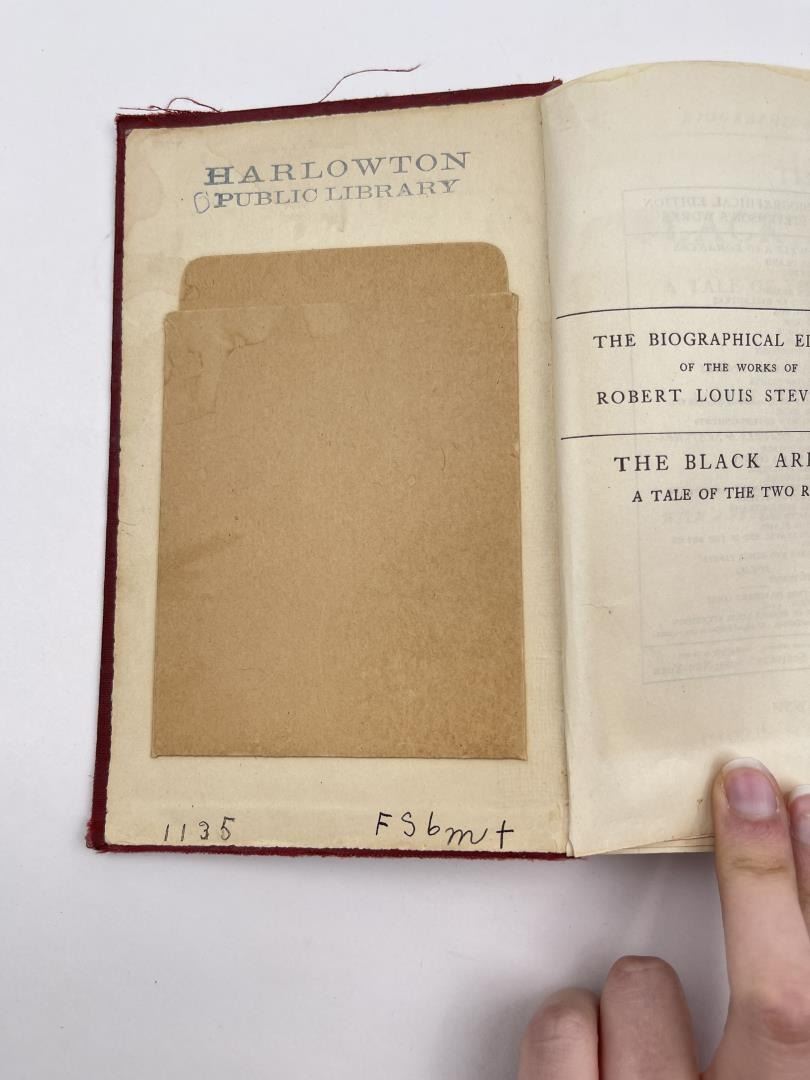 HARLOWTON
PUBLIC LIBRARY
1135 FSbmt
THE BIOGRAPHICAL
OF THE WORKS OF
ROBERT LOUIS STEV
THE BLACK AR
A TALE OF THE TWO R